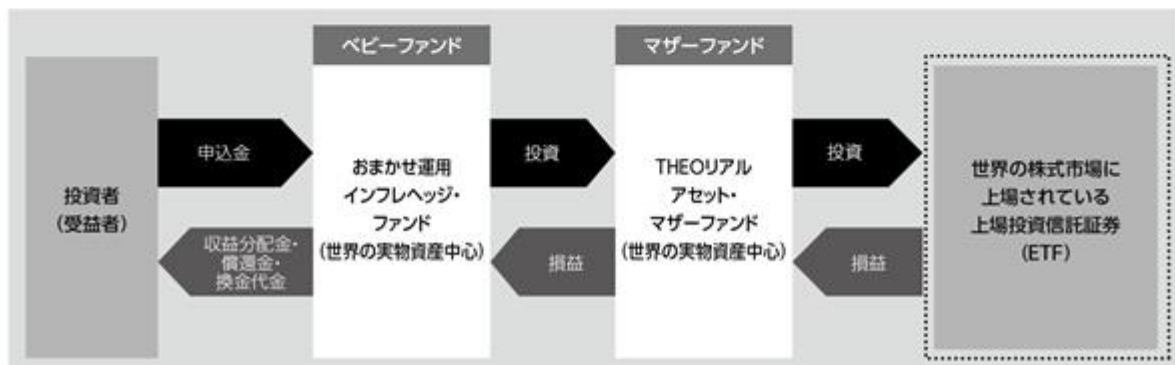 ベビーファンド
マザーファンド
投資者
(受益者)
申込金
収益分配金・
償還金・
換金代金
おまかせ運用
インフレヘッジ・
ファンド
(世界の実物資産中心)
投資
損益
THEOリアル
アセット・
マザーファンド
(世界の実物資産中心)
投資
損益
世界の株式市場に
上場されている
上場投資信託証券
(ETF)